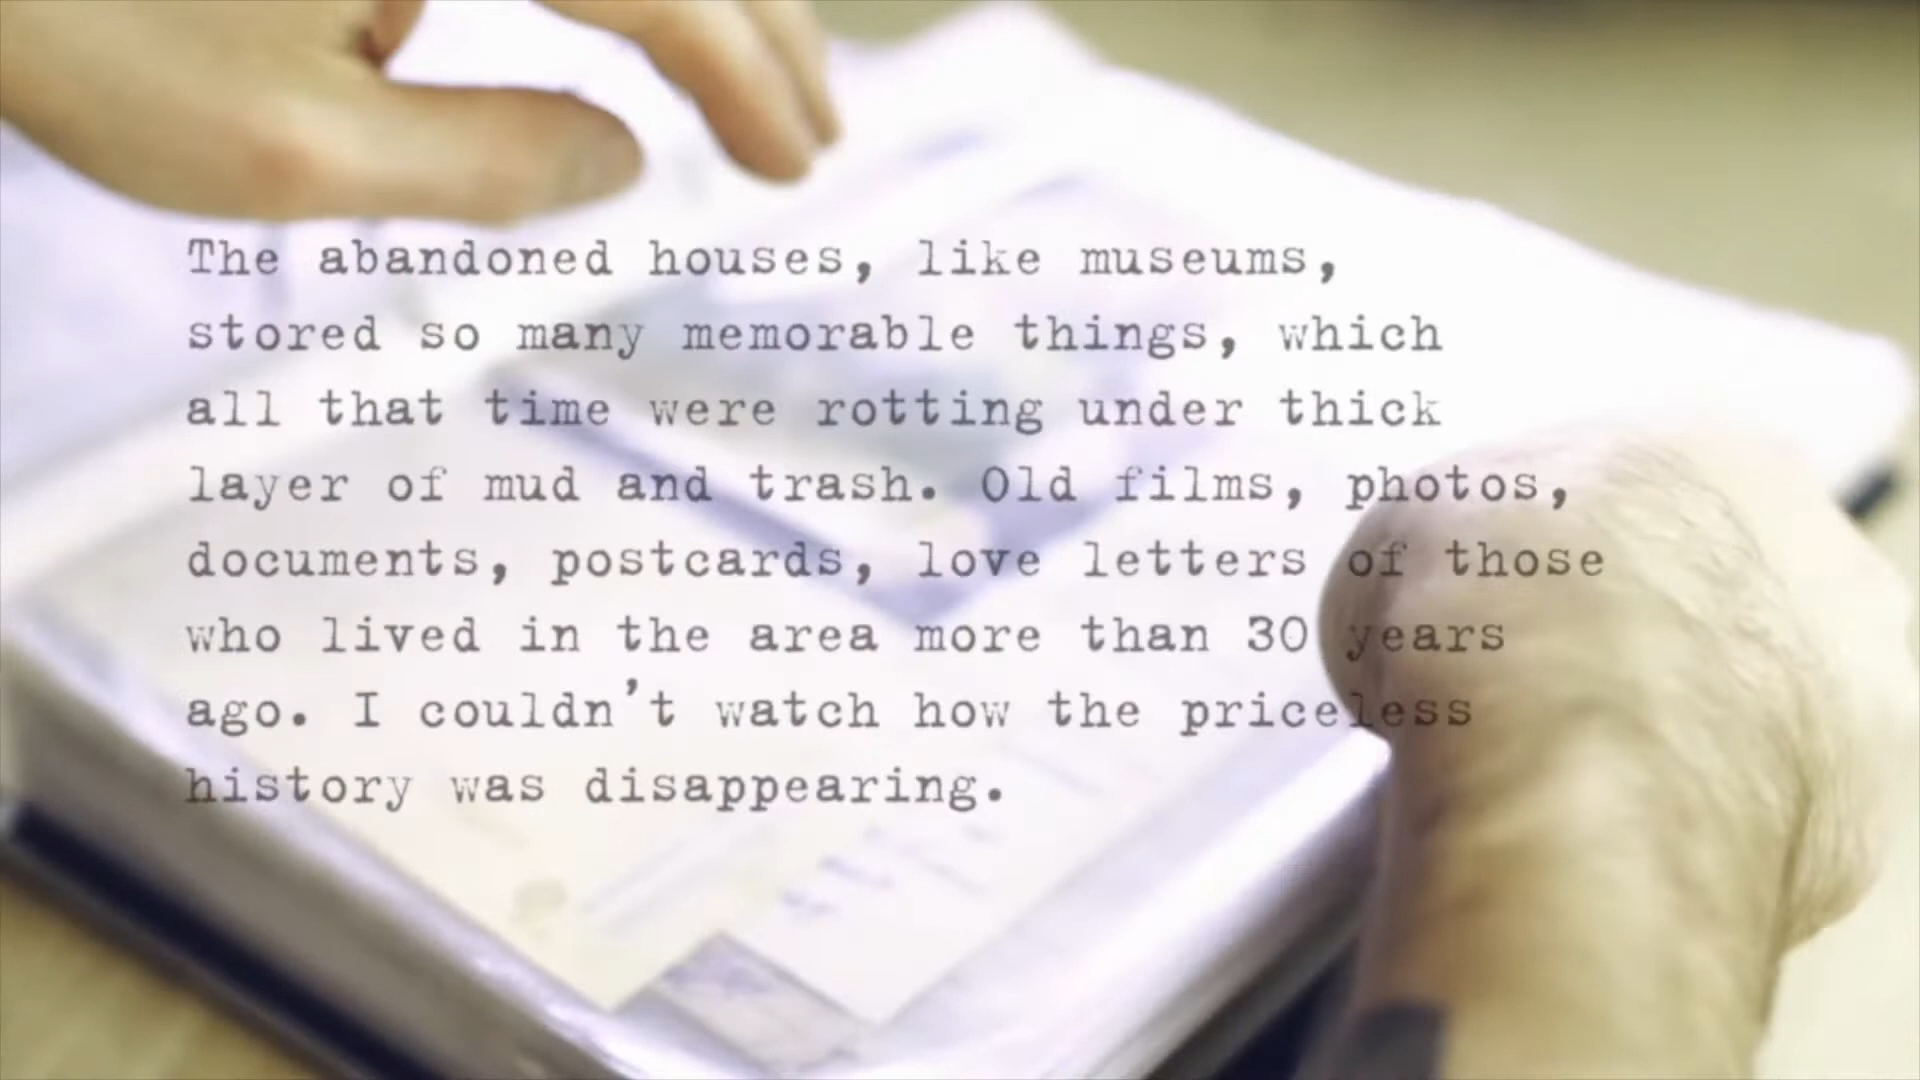 The abandoned houses, like museums,
stored so many memorable things, which
all that time were rotting under thick
layer of mud and trash. Old films, photos,
documents, postcards, love letters of those
who lived in the area more than 30 years
ago. I couldn't watch how the priceless
history was disappearing.